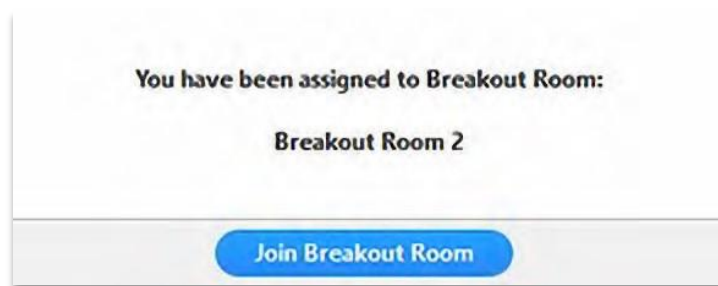 You have been assigned to Breakout Room:
Breakout Room 2
Join Breakout Room